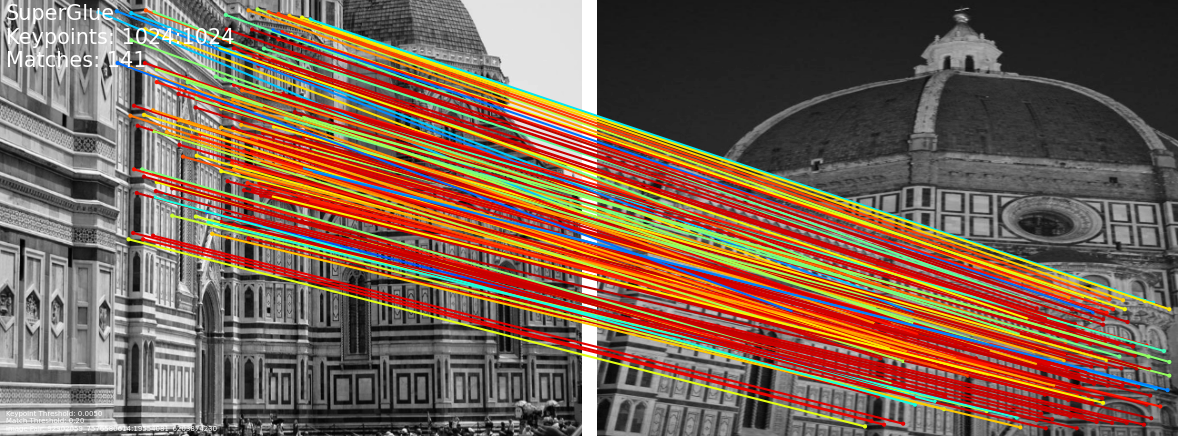 SuperGlue
Keypoints: 1024:1024
Matches: 141
Keypoint Threshold: 0.0050
Match Threshold: 0.20